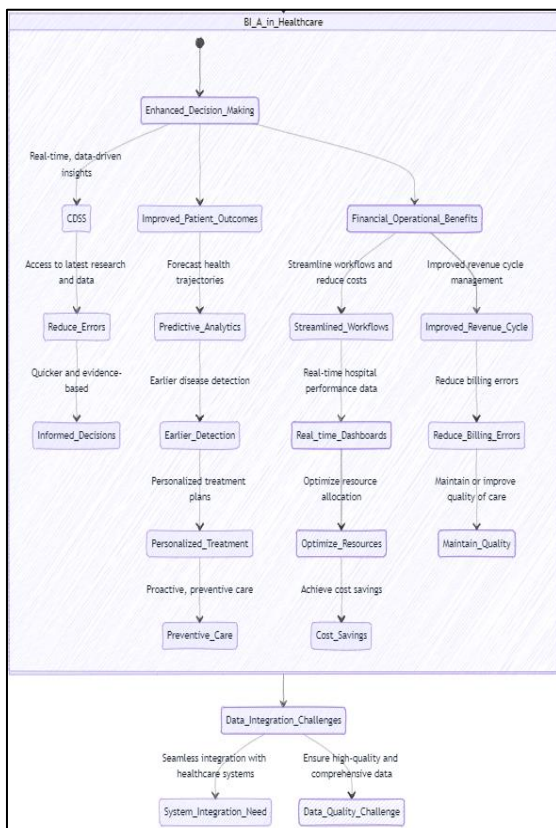 BI_A_in_Healthcare
Enhanced_Decision_Making
Real-time, data-driven
insights
CDSS
Improved_Patient_Outcomes
Financial_Operational_Benefits
Access to latest research
and data
Forecast health
trajectories
Streamline workflows and
reduce costs
Improved revenue cycle
management
Reduce_Errors
Predictive_Analytics
Streamlined_Workflows
Improved_Revenue_Cycle
Quicker and evidence-
based
Earlier disease detection
Real-time hospital
performance data
Reduce billing errors
Informed_Decisions
Earlier_Detection
Real_time_Dashboards
Reduce_Billing_Errors
Personalized treatment
plans
Optimize resource
allocation
Maintain or improve
quality of care
Personalized_Treatment
Optimize_Resources
Maintain_Quality
Proactive, preventive care
Achieve cost savings
Preventive_Care
Cost_Savings
Data_Integration_Challenges
Seamless integration with
healthcare systems
Ensure high-quality and
comprehensive data
System_Integration_Need
Data_Quality_Challenge